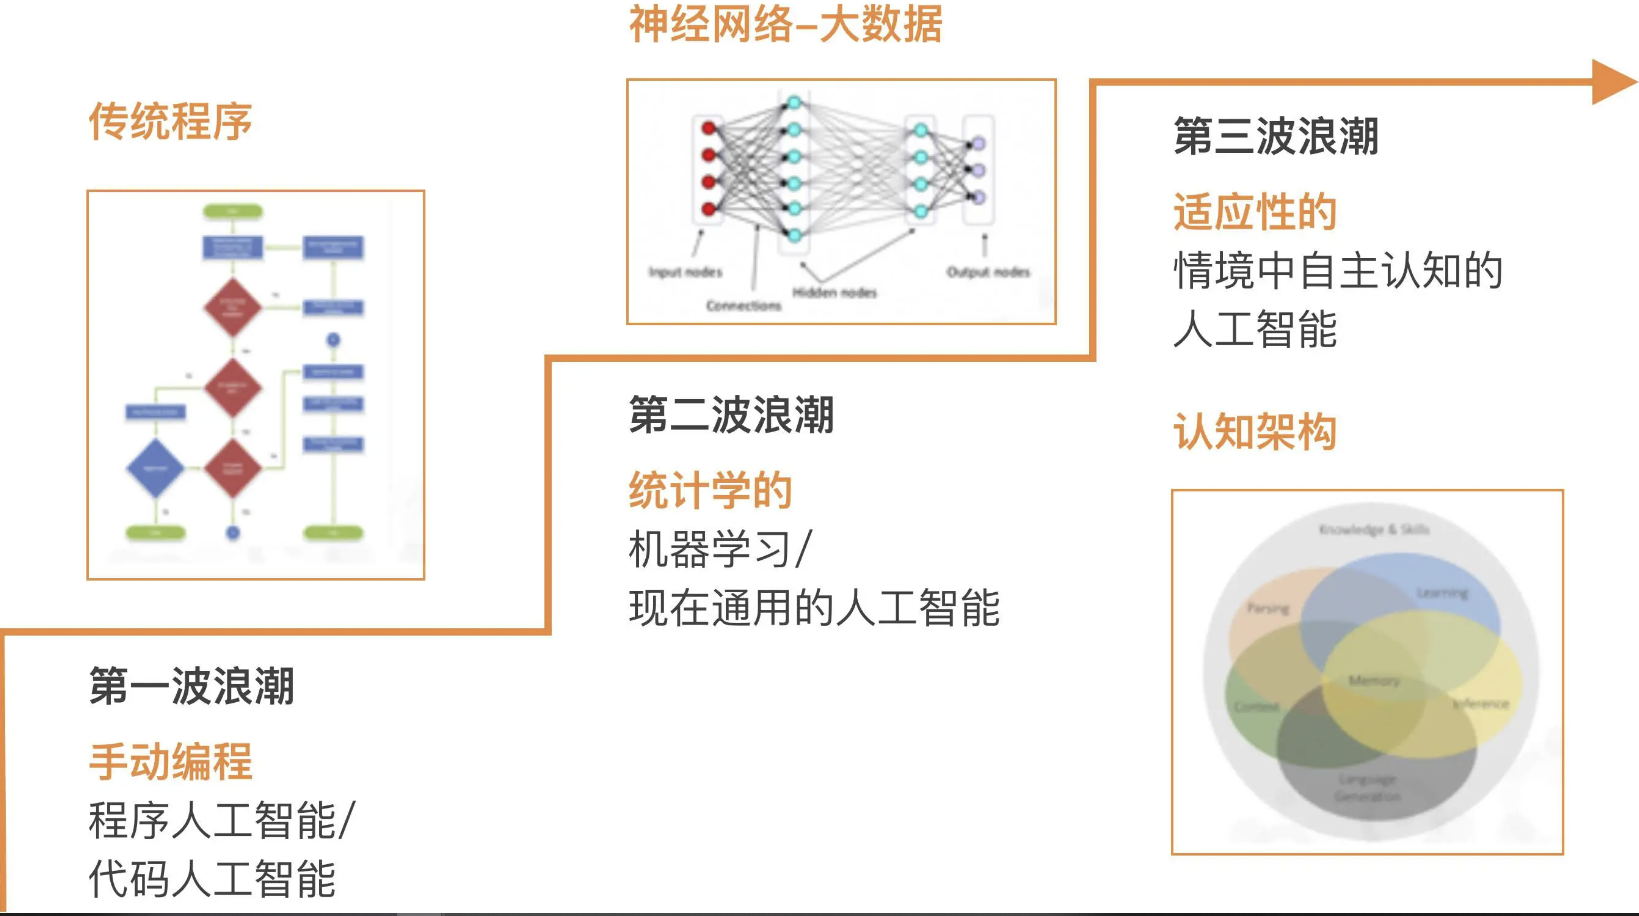 神经网络-大数据
传统程序
Input nodes
Connections
Hidden nodes
Output nodes
第一波浪潮
手动编程
程序人工智能/
代码人工智能
第二波浪潮
统计学的
机器学习/
现在通用的人工智能
第三波浪潮
适应性的
情境中自主认知的
人工智能
认知架构
Knowledge & Skills
Learning
Parsing
Memory
Context
Inference
Language
Generation